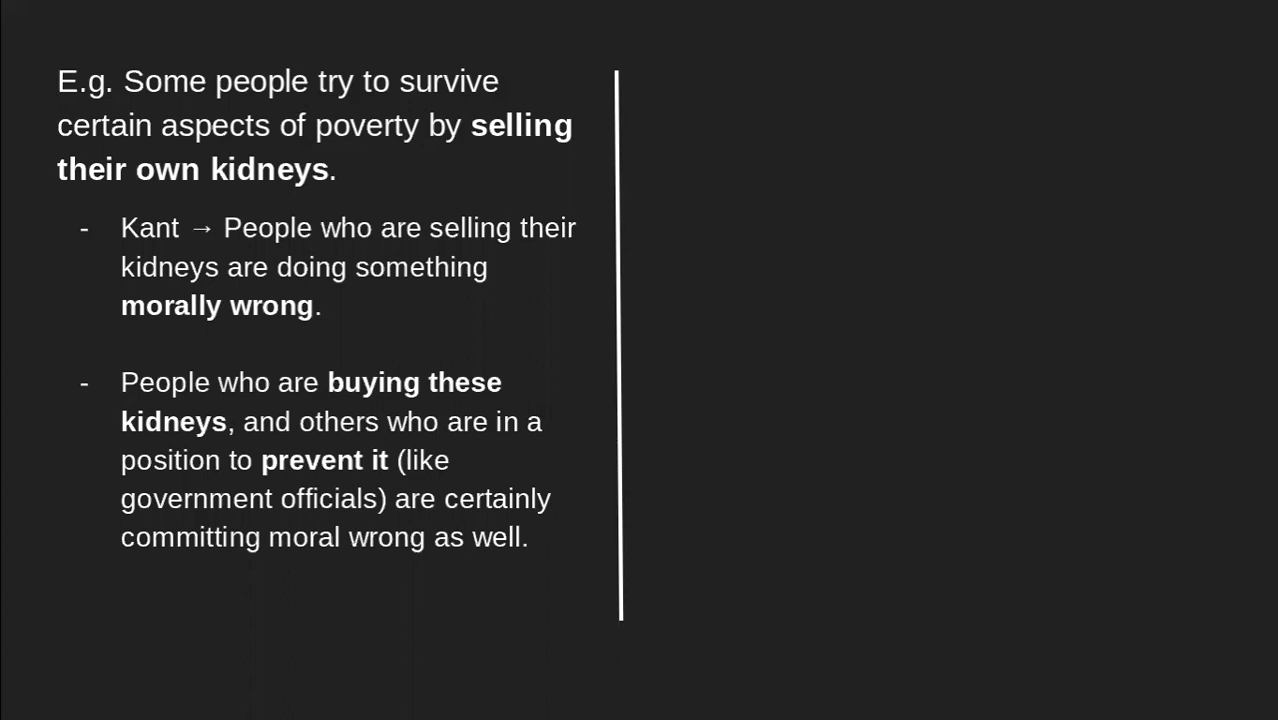 E.g. Some people try to survive
certain aspects of poverty by selling
their own kidneys.
- Kant → People who are selling their
kidneys are doing something
morally wrong.
- People who are buying these
kidneys, and others who are in a
position to prevent it (like
government officials) are certainly
committing moral wrong as well.